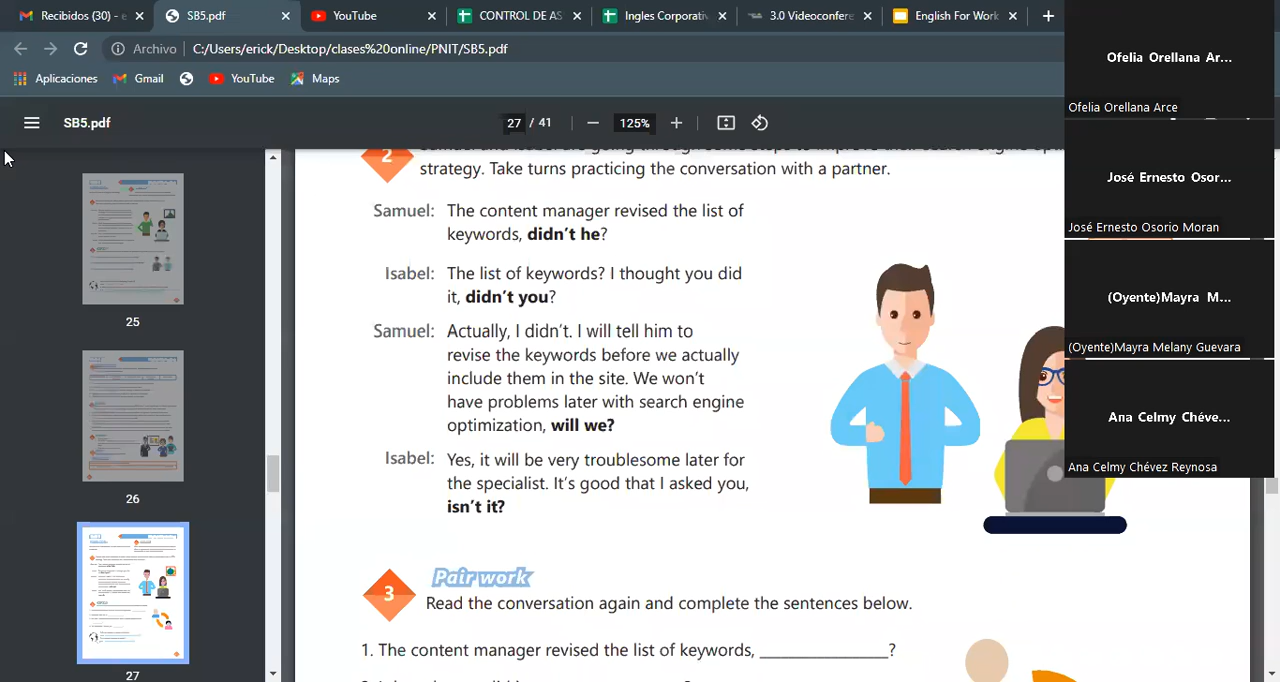 Recibidos (30) - e
SB5.pdf
YouTube
CONTROL DE AS
Ingles Corporativ
3.0 Videoconfere
English For Work
Archivo
C:/Users/erick/Desktop/clases%20online/PNIT/SB5.pdf
Aplicaciones
Gmail
YouTube
Maps
SB5.pdf
27 / 41
125%
25
26
27
2
strategy. Take turns practicing the conversation with a partner.
Samuel: The content manager revised the list of
keywords, didn't he?
Isabel: The list of keywords? I thought you did
it, didn't you?
Samuel: Actually, I didn't. I will tell him to
revise the keywords before we actually
include them in the site. We won't
have problems later with search engine
optimization, will we?
Isabel: Yes, it will be very troublesome later for
the specialist. It's good that I asked you,
isn't it?
3
Pair work
Read the conversation again and complete the sentences below.
1. The content manager revised the list of keywords, ________________?
Ofelia Orellana Ar...
Ofelia Orellana Arce
José Ernesto Osor...
José Ernesto Osorio Moran
(Oyente)Mayra M...
(Oyente)Mayra Melany Guevara
Ana Celmy Chéve...
Ana Celmy Chévez Reynosa